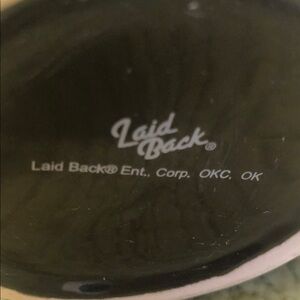 Laid
Back®
Laid Back® Ent., Corp. OKC. OK